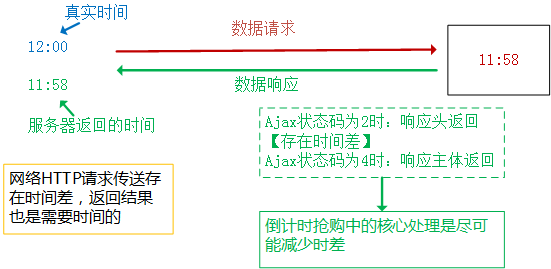 真实时间
12:00
数据请求
11:58
11:58
数据响应
服务器返回的时间
Ajax状态码为2时：响应头返回
【存在时间差】
Ajax状态码为4时：响应主体返回
网络HTTP请求传送存
在时间差，返回结果
也是需要时间的
倒计时抢购中的核心处理是尽可
能减少时差